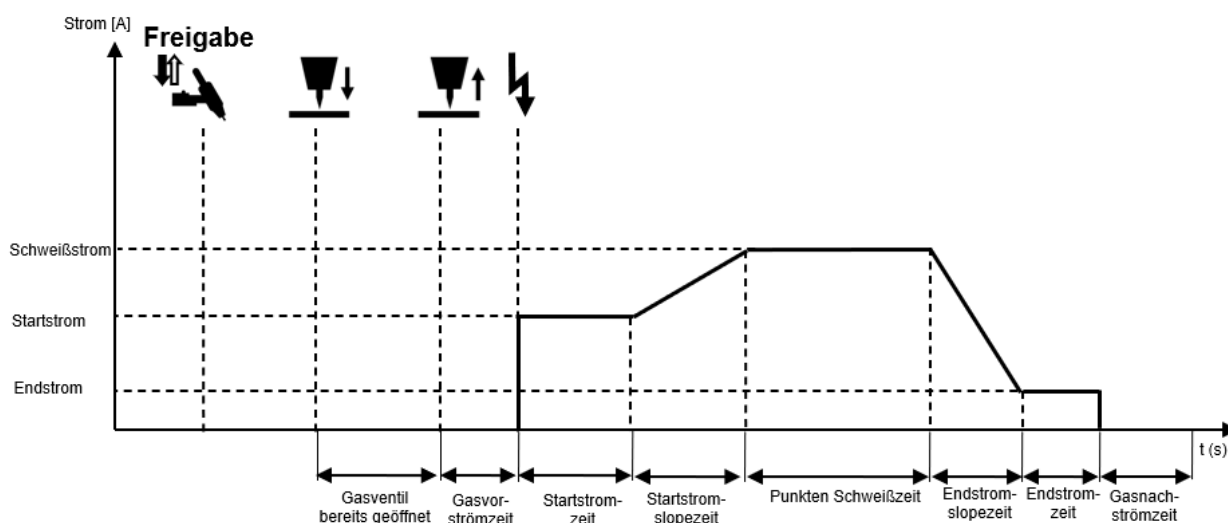 Strom [A]
Freigabe
Schweißstrom
Startstrom
Endstrom
t (s)
Gasventil
bereits geöffnet
Gasvor-
strömzeit
Startstrom-
zeit
Startstrom-
slopezeit
Punkten Schweißzeit
Endstrom-
slopezeit
Endstrom-
zeit
Gasnach-
strömzeit